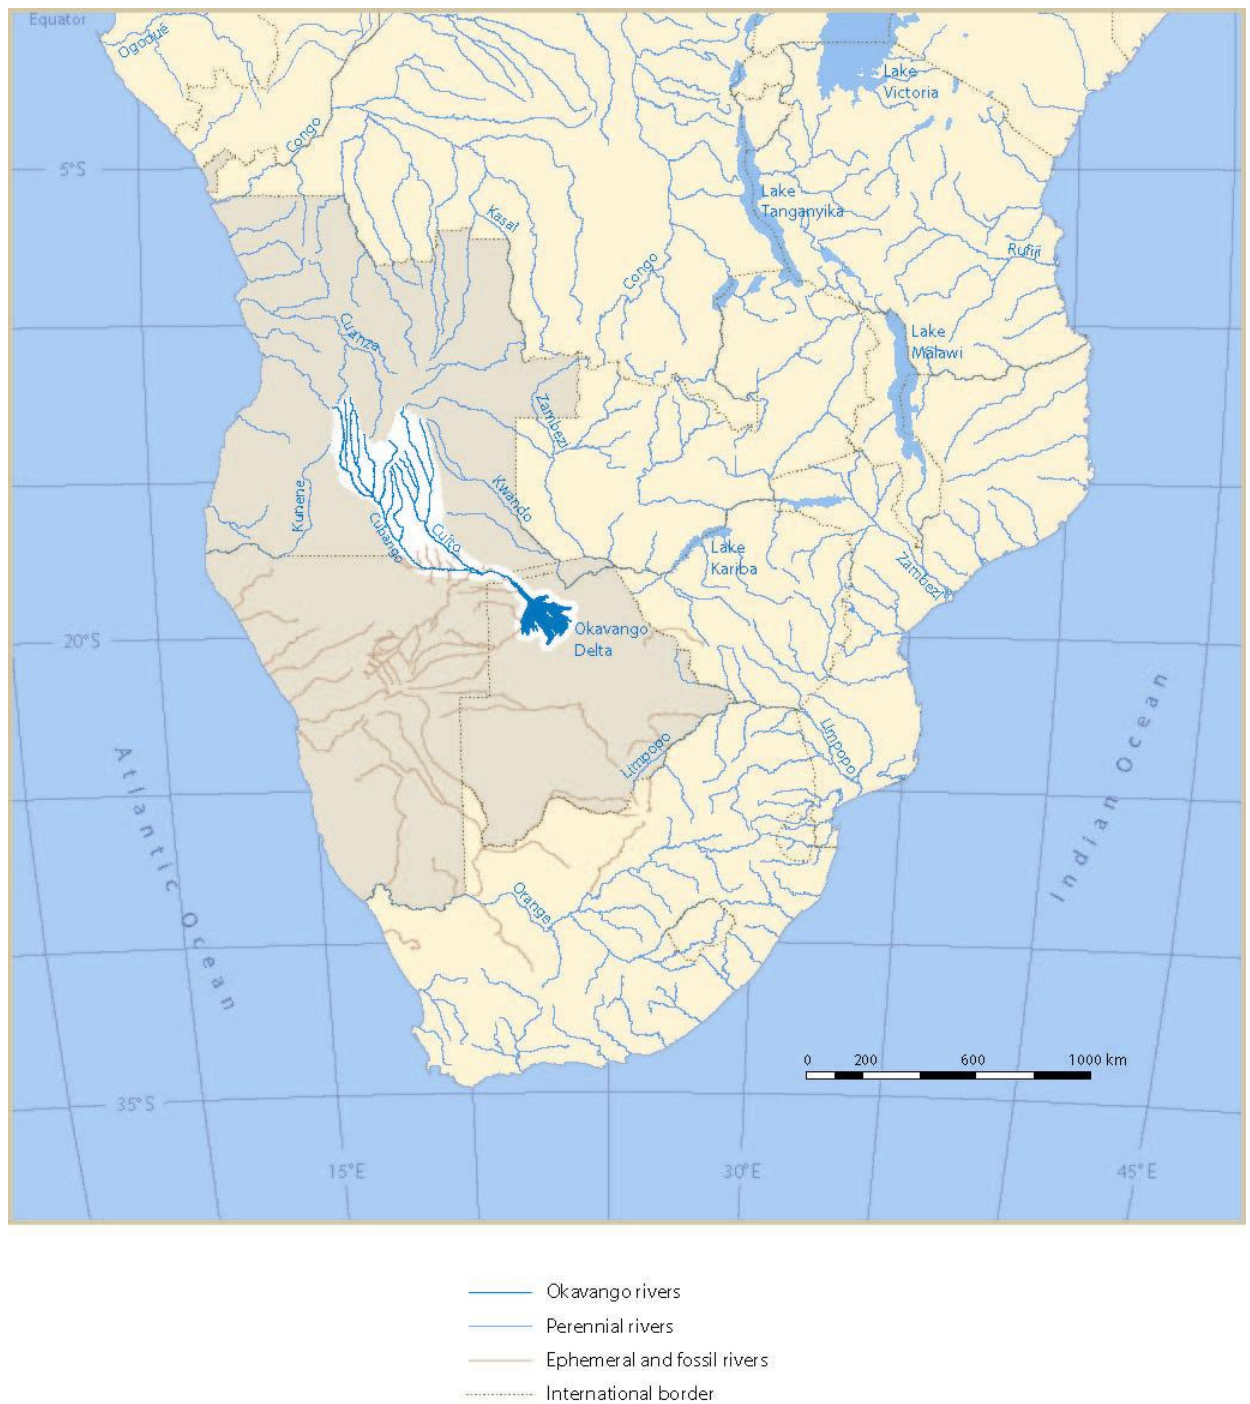 Equator
Ogooué
Lake
Victoria
Congo
5°S
Lake
Tanganyika
Kasai
Rufiji
Congo
Cuanza
Lake
Malawi
Zambezi
Kwando
Kunene
Cubango
Cuito
Lake
Kariba
Zambezi
20°S
Okavango
Delta
Limpopo
Limpopo
Atlantic Ocean
Indian Ocean
Orange
0 200 600 1000 km
35°S
15°E 30°E 45°E
Okavango rivers
Perennial rivers
Ephemeral and fossil rivers
International border